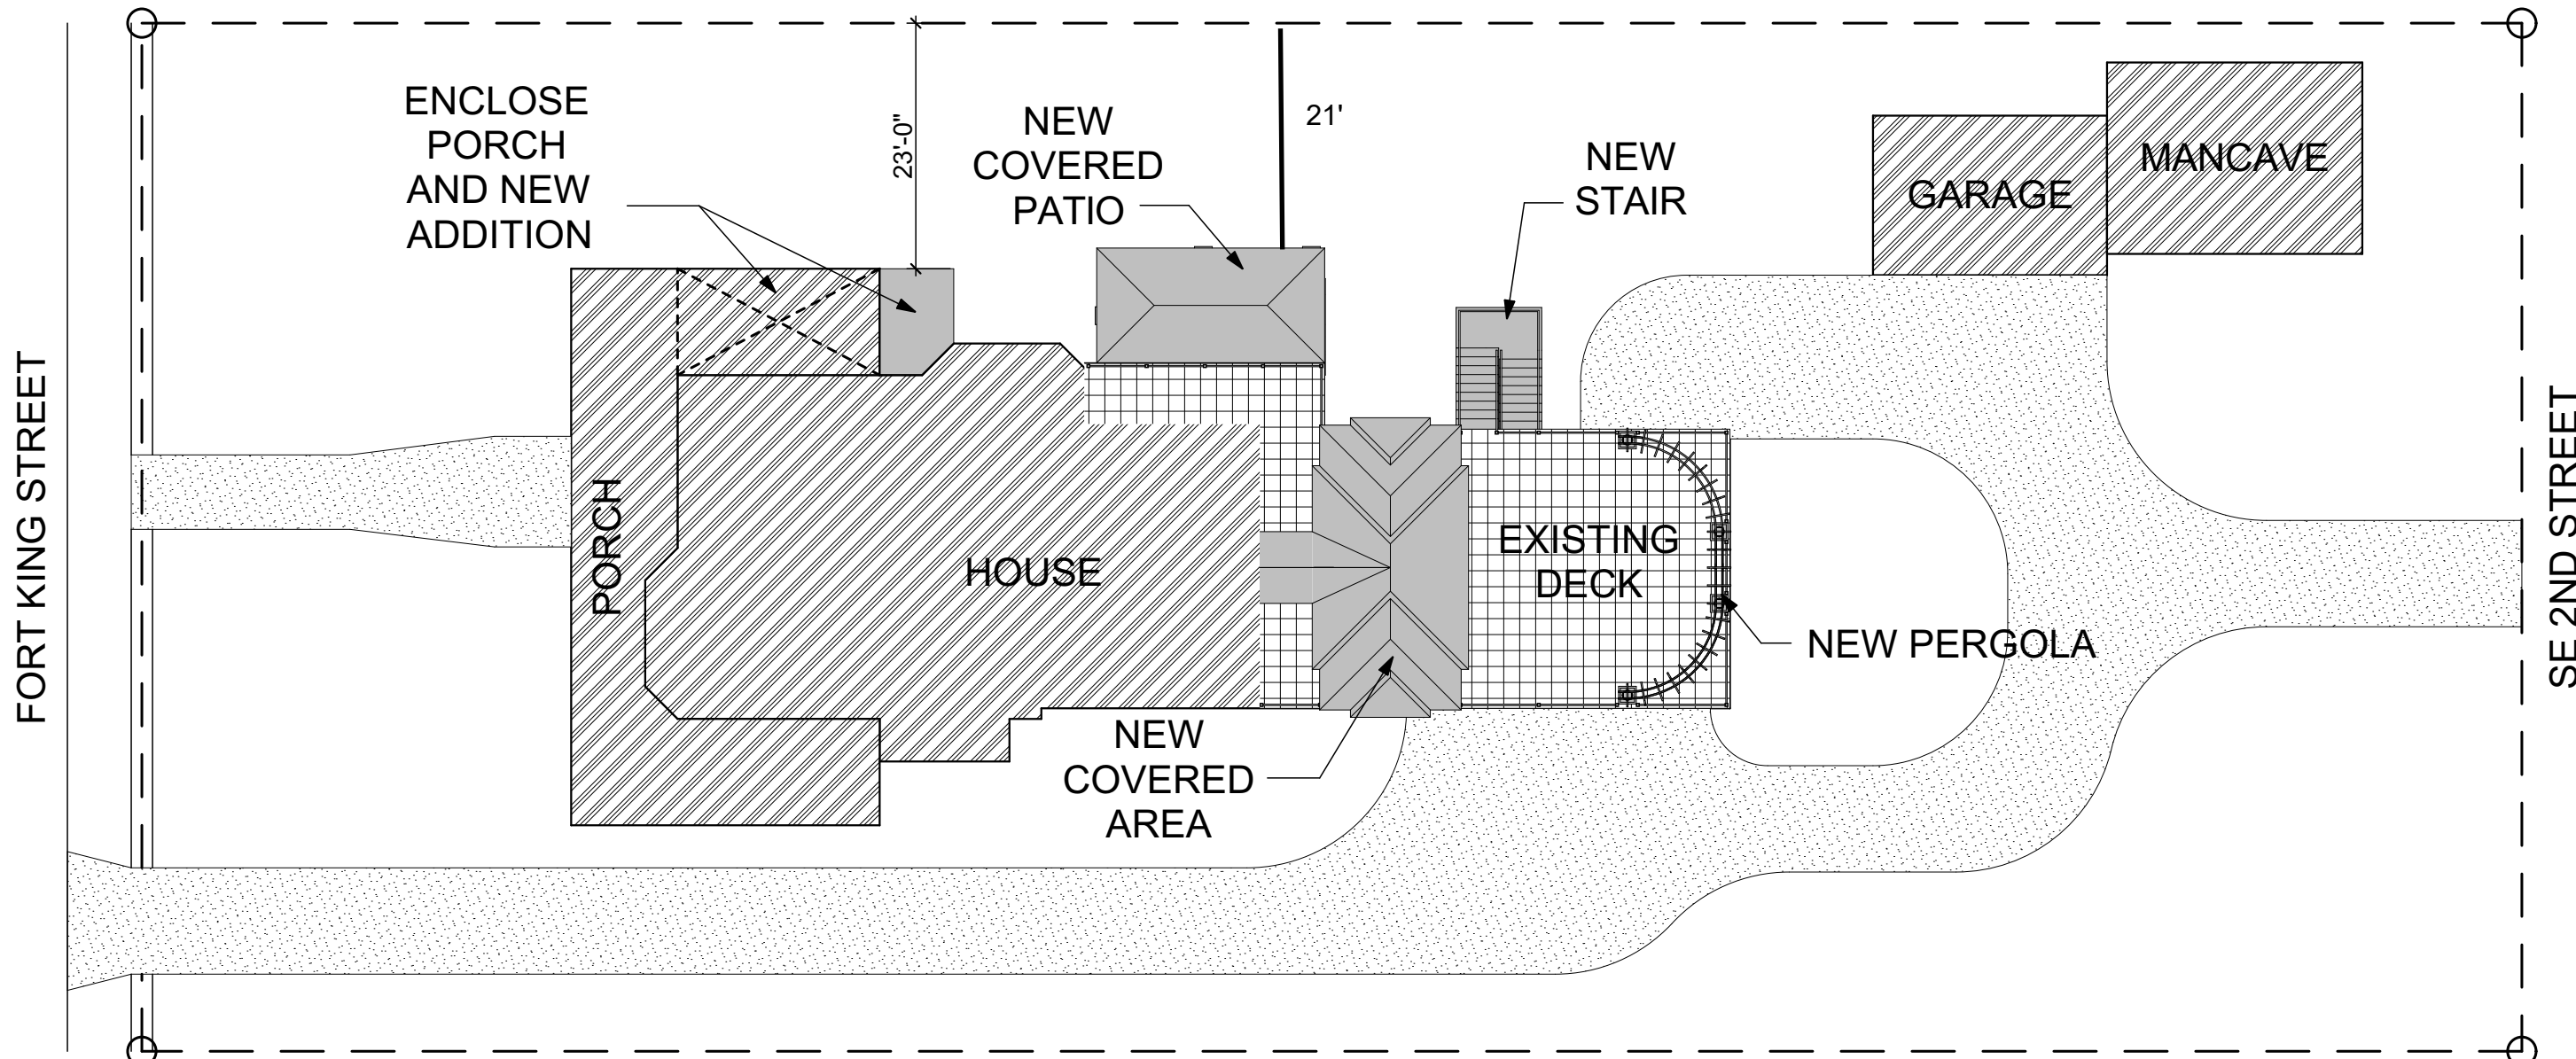 ENCLOSE
PORCH
AND NEW
ADDITION
23'-0"
NEW
COVERED
PATIO
21'
NEW
STAIR
GARAGE
MANCAVE
FORT KING STREET
PORCH
HOUSE
EXISTING
DECK
NEW PERGOLA
SE 2ND STREET
NEW
COVERED
AREA